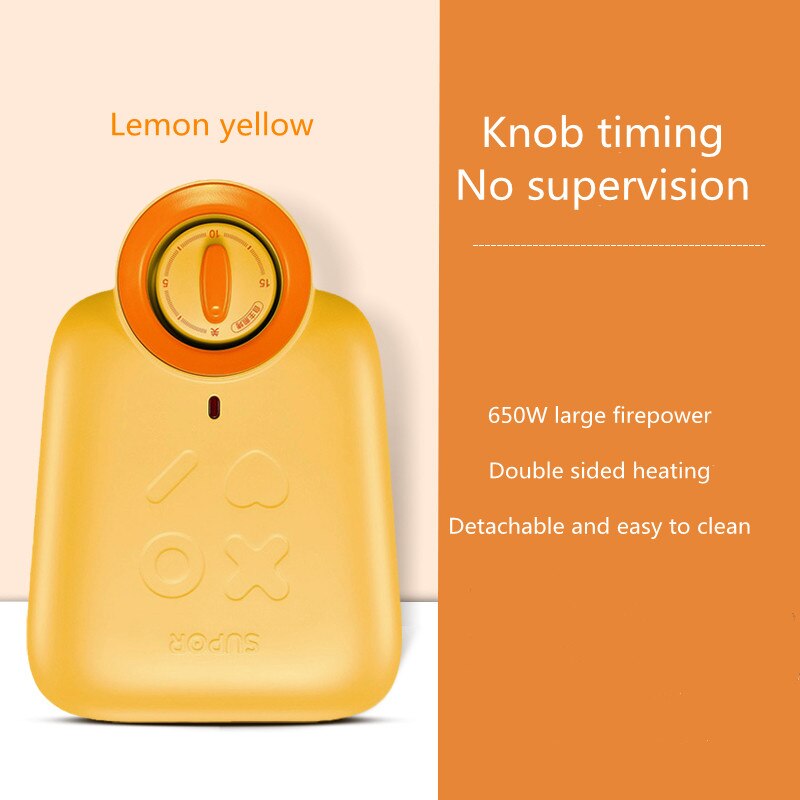 Lemon yellow
10
5
15
关
SUPOR
Knob timing
No supervision
650W large firepower
Double sided heating
Detachable and easy to clean